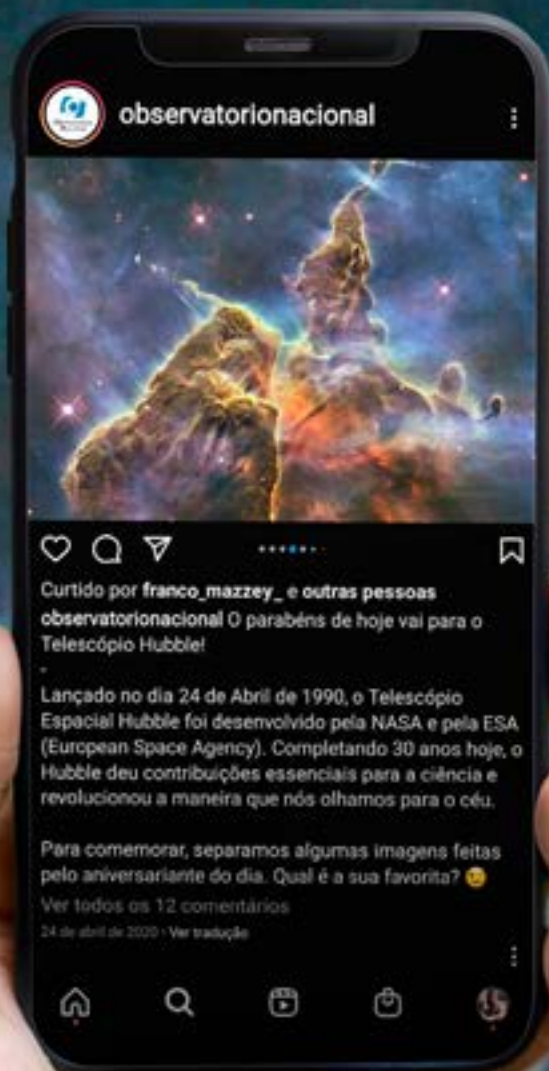 observatorionacional
Curtido por franco_mazzey_ e outras pessoas
observatorionacional O parabéns de hoje vai para o
Telescópio Hubble!
-
Lançado no dia 24 de Abril de 1990, o Telescópio
Espacial Hubble foi desenvolvido pela NASA e pela ESA
(European Space Agency). Completando 30 anos hoje, o
Hubble deu contribuições essenciais para a ciência e
revolucionou a maneira que nós olhamos para o céu.
Para comemorar, separamos algumas imagens feitas
pelo aniversariante do dia. Qual é a sua favorita? 😉
Ver todos os 12 comentários
24 de abril de 2020 · Ver tradução